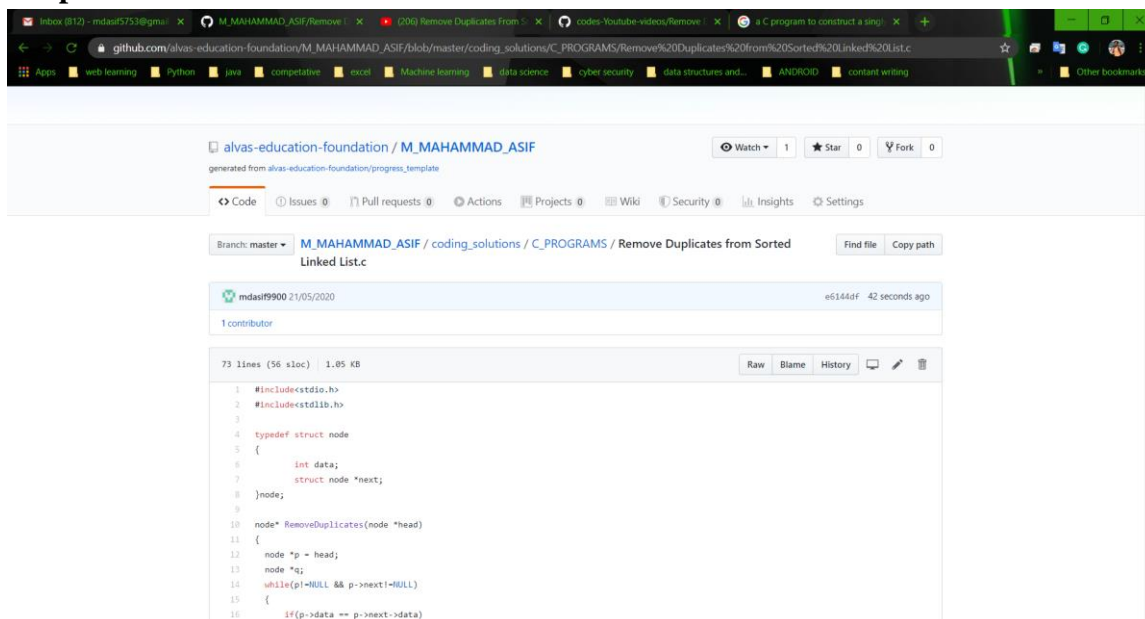 Inbox (812) - mdasif5753@gmai
M_MAHAMMAD_ASIF/Remove
(206) Remove Duplicates From S
codes-Youtube-videos/Remove
a C program to construct a singl
github.com/alvas-education-foundation/M_MAHAMMAD_ASIF/blob/master/coding_solutions/C_PROGRAMS/Remove%20Duplicates%20from%20Sorted%20Linked%20List.c
Apps web learning Python java competative excel Machine learning data science cyber security data structures and... ANDROID contant writing » Other bookmarks
alvas-education-foundation / M_MAHAMMAD_ASIF Watch 1 Star 0 Fork 0
generated from alvas-education-foundation/progress_template
Code Issues 0 Pull requests 0 Actions Projects 0 Wiki Security 0 Insights Settings
Branch: master M_MAHAMMAD_ASIF / coding_solutions / C_PROGRAMS / Remove Duplicates from Sorted Find file Copy path
Linked List.c
mdasif9900 21/05/2020 e6144df 42 seconds ago
1 contributor
73 lines (56 sloc) 1.05 KB Raw Blame History
1 #include<stdio.h>
2 #include<stdlib.h>
3
4 typedef struct node
5 {
6 int data;
7 struct node *next;
8 }node;
9
10 node* RemoveDuplicates(node *head)
11 {
12 node *p = head;
13 node *q;
14 while(p!=NULL && p->next!=NULL)
15 {
16 if(p->data == p->next->data)